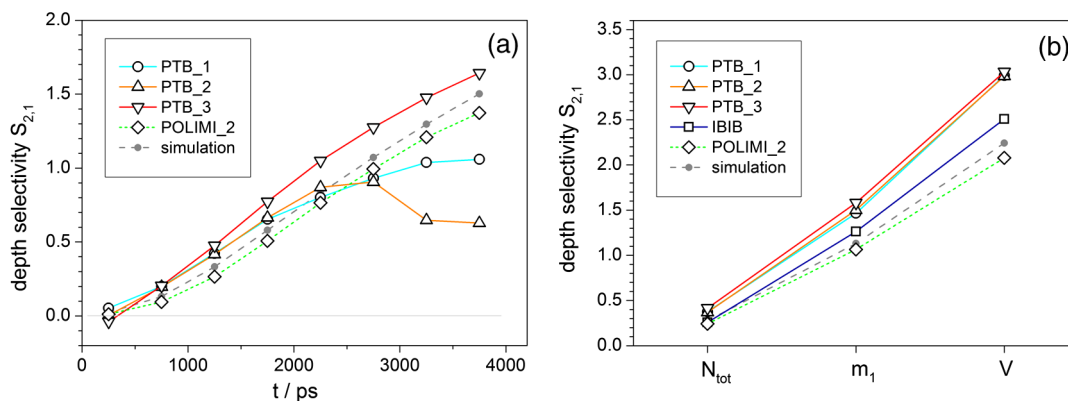 (a)
depth selectivity S2,1
2.0
1.5
1.0
0.5
0.0
PTB_1
PTB_2
PTB_3
POLIMI_2
simulation
0 1000 2000 3000 4000
t / ps
(b)
depth selectivity S2,1
3.5
3.0
2.5
2.0
1.5
1.0
0.5
0.0
PTB_1
PTB_2
PTB_3
IBIB
POLIMI_2
simulation
Ntot m1 V